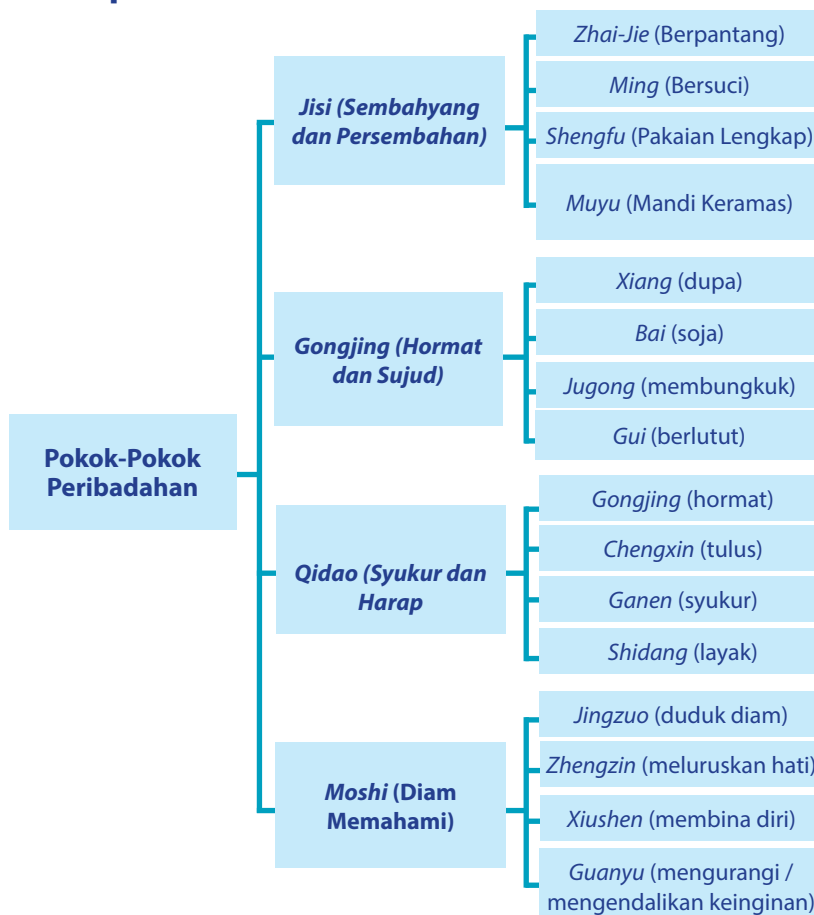 Pokok-Pokok
Peribadahan
Jisi (Sembahyang
dan Persembahan)
Zhai-Jie (Berpantang)
Ming (Bersuci)
Shengfu (Pakaian Lengkap)
Muyu (Mandi Keramas)
Gongjing (Hormat
dan Sujud)
Xiang (dupa)
Bai (soja)
Jugong (membungkuk)
Gui (berlutut)
Qidao (Syukur dan
Harap
Gongjing (hormat)
Chengxin (tulus)
Ganen (syukur)
Shidang (layak)
Moshi (Diam
Memahami)
Jingzuo (duduk diam)
Zhengzin (meluruskan hati)
Xiushen (membina diri)
Guanyu (mengurangi /
mengendalikan keinginan)